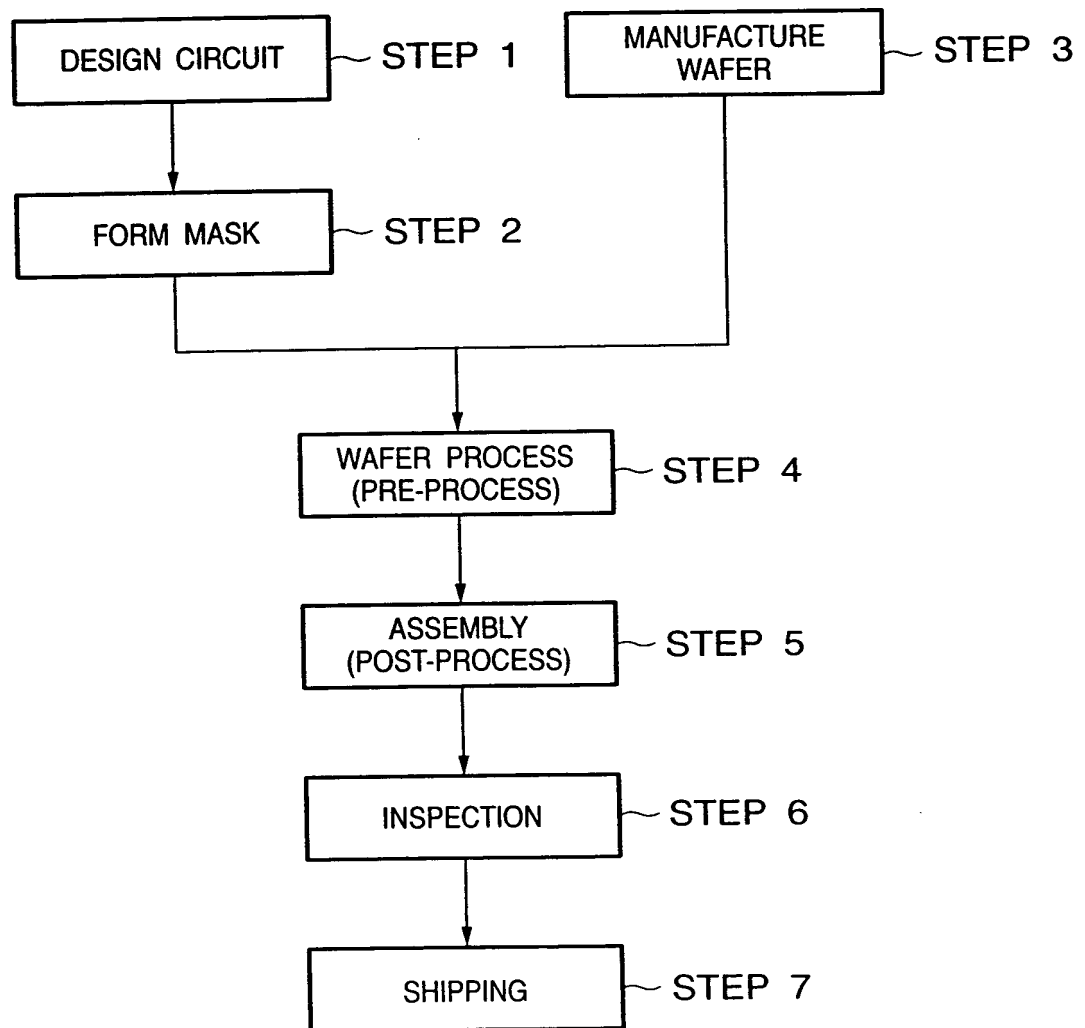 DESIGN CIRCUIT
STEP 1
MANUFACTURE
WAFER
STEP 3
FORM MASK
STEP 2
WAFER PROCESS
(PRE-PROCESS)
STEP 4
ASSEMBLY
(POST-PROCESS)
STEP 5
INSPECTION
STEP 6
SHIPPING
STEP 7